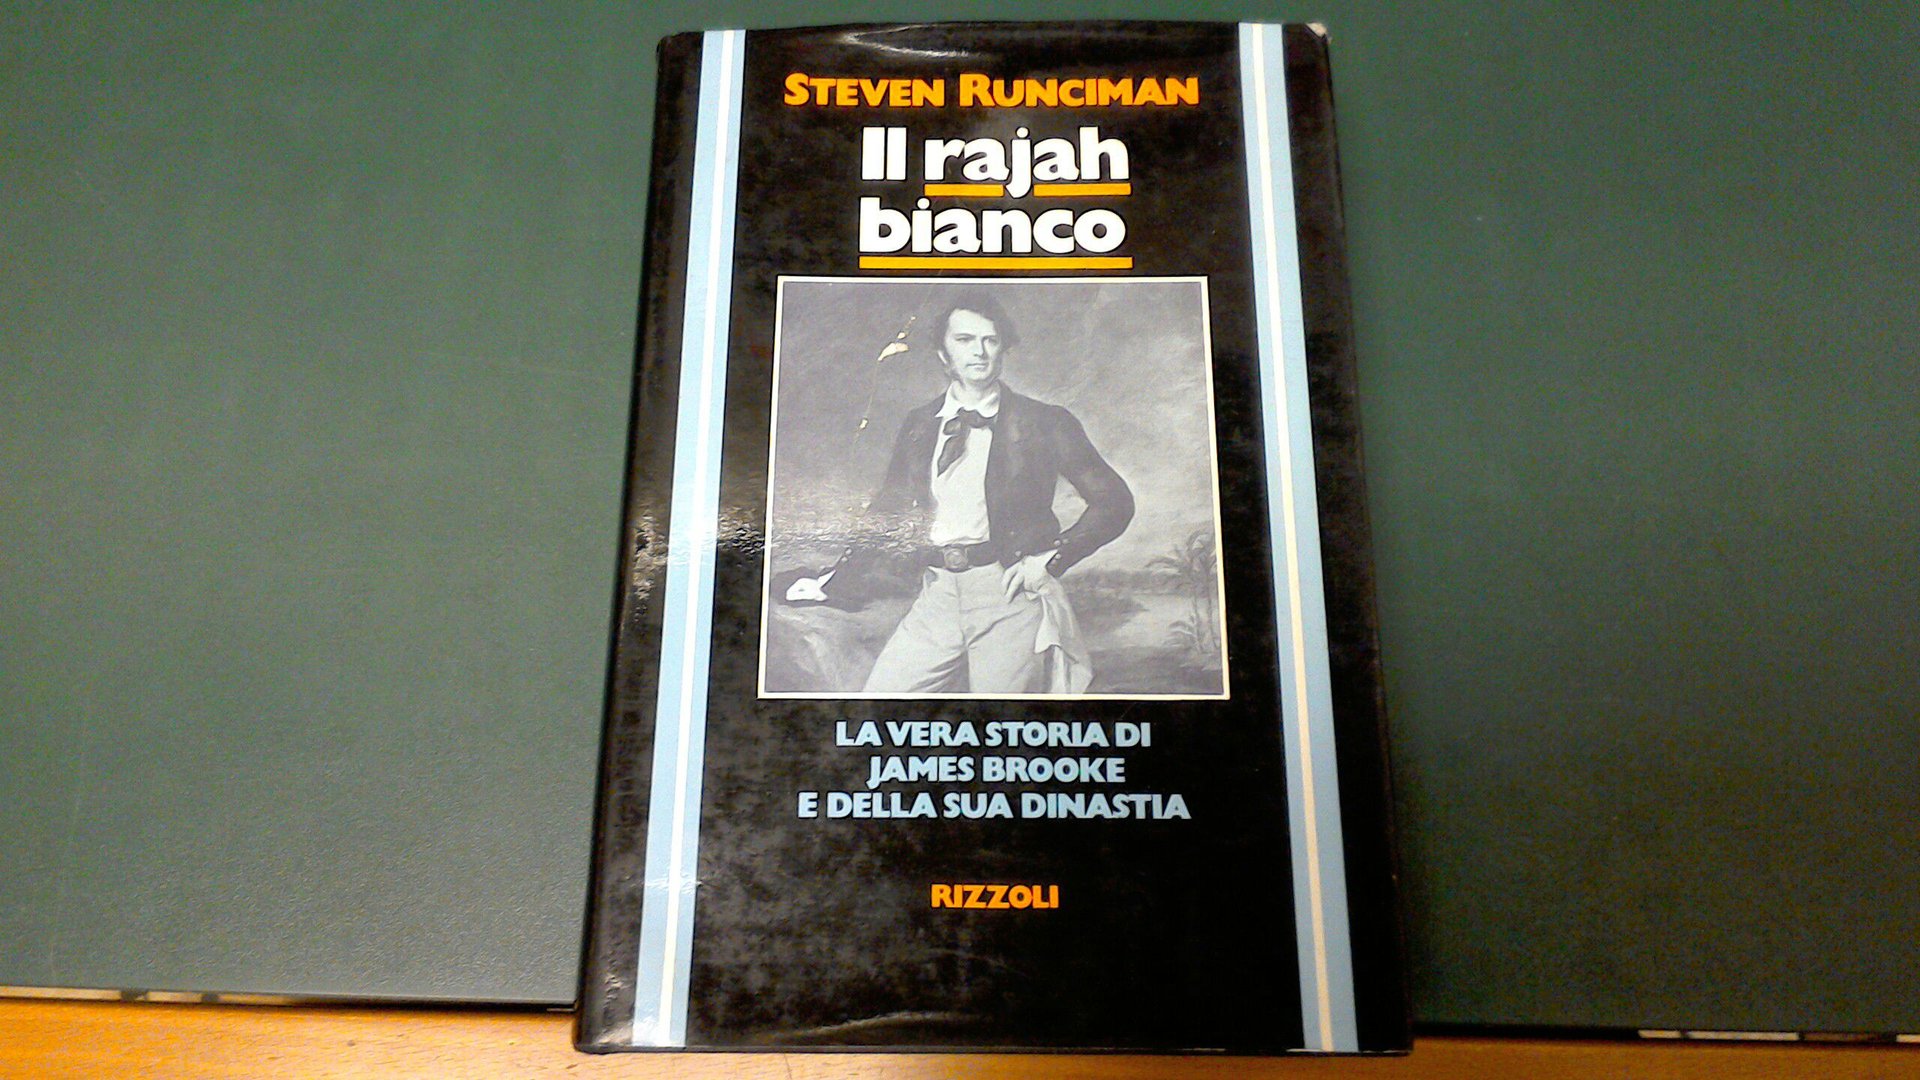 STEVEN RUNCIMAN
Il rajah
bianco
LA VERA STORIA DI
JAMES BROOKE
E DELLA SUA DINASTIA
RIZZOLI